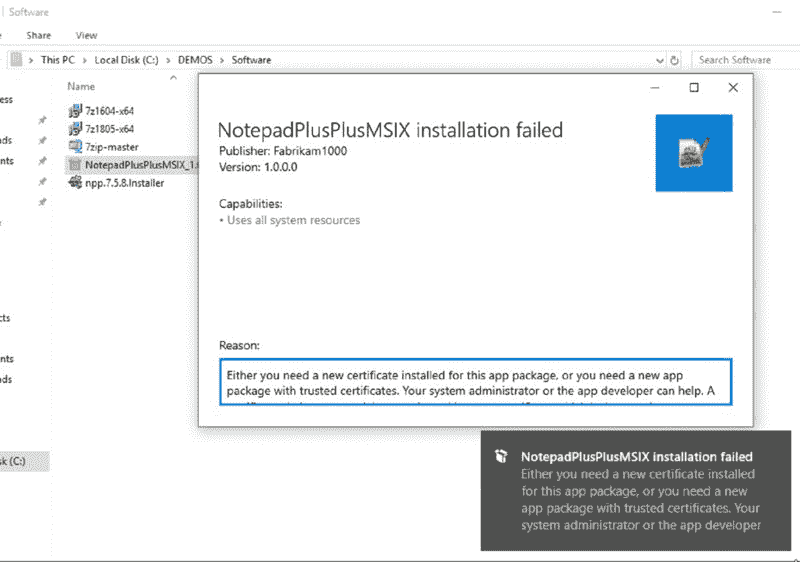 Software
Share View
This PC > Local Disk (C:) > DEMOS > Software
Search Software
Name
7z1604-x64
7z1805-x64
7zip-master
NotepadPlusPlusMSIX_1.
npp.7.5.8.Installer
ess
ds
nts
cts
nts
ds
sk (C:)
NotepadPlusPlusMSIX installation failed
Publisher: Fabrikam1000
Version: 1.0.0.0
Capabilities:
• Uses all system resources
Reason:
Either you need a new certificate installed for this app package, or you need a new app
package with trusted certificates. Your system administrator or the app developer can help. A
NotepadPlusPlusMSIX installation failed
Either you need a new certificate installed
for this app package, or you need a new
app package with trusted certificates. Your
system administrator or the app developer